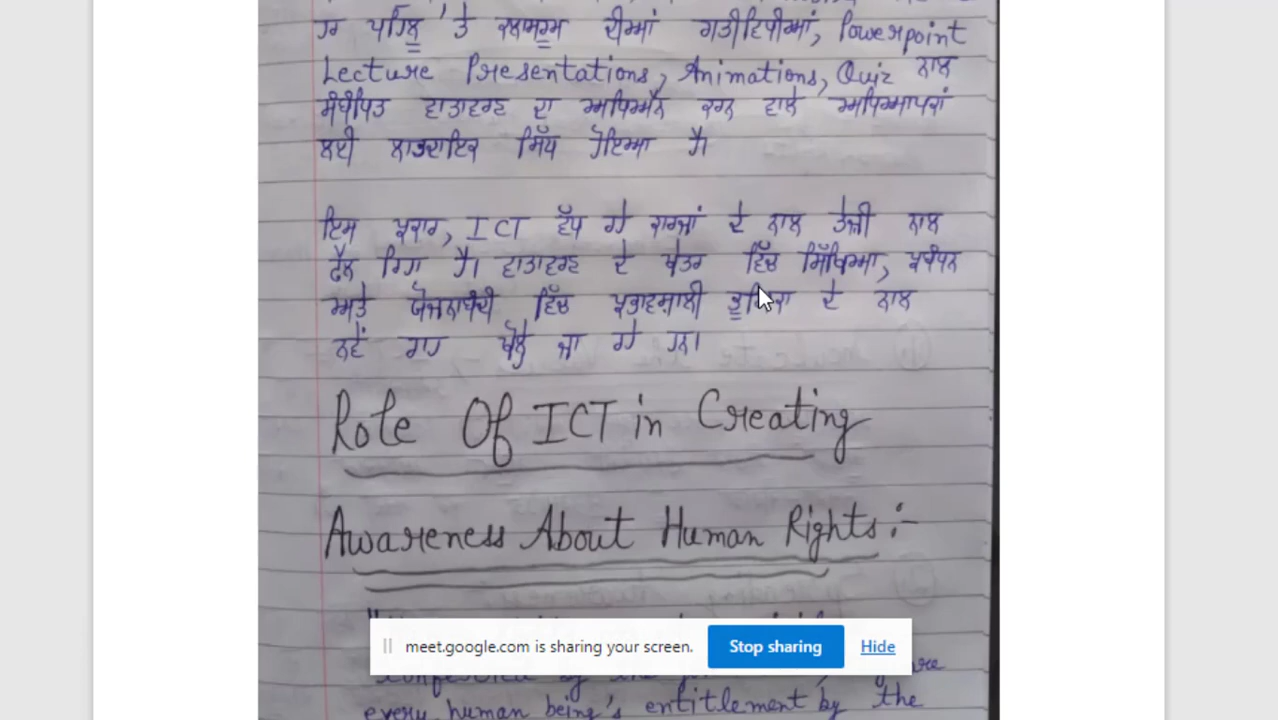 ਹਰ ਪਹਿਲੂ ਤੇ ਕਲਾਸਰੂਮ ਦੀਆਂ ਗਤੀਵਿਧੀਆਂ, Powerpoint
Lecture Presentations, Animations, Quiz ਨਾਲ
ਸੰਬੰਧਿਤ ਵਾਤਾਵਰਣ ਦਾ ਅਧਿਐਨ ਕਰਨ ਵਾਲੇ ਅਧਿਆਪਕਾਂ
ਲਈ ਲਾਭਦਾਇਕ ਸਿੱਧ ਹੋਇਆ ਹੈ।
ਇਸ ਪ੍ਰਕਾਰ, ICT ਵੱਧ ਰਹੇ ਕਾਰਜਾਂ ਦੇ ਨਾਲ ਤੇਜ਼ੀ ਨਾਲ
ਫੈਲ ਰਿਹਾ ਹੈ। ਵਾਤਾਵਰਣ ਦੇ ਖੇਤਰ ਵਿੱਚ ਸਿੱਖਿਆ, ਪ੍ਰਬੰਧਨ
ਅਤੇ ਯੋਜਨਾਬੰਦੀ ਵਿੱਚ ਪ੍ਰਭਾਵਸ਼ਾਲੀ ਭੂਮਿਕਾ ਦੇ ਨਾਲ
ਨਵੇਂ ਰਾਹ ਖੋਲ੍ਹੇ ਜਾ ਰਹੇ ਹਨ।
Role Of ICT in Creating
Awareness About Human Rights :-
meet.google.com is sharing your screen. Stop sharing Hide
every human being's entitlement by the